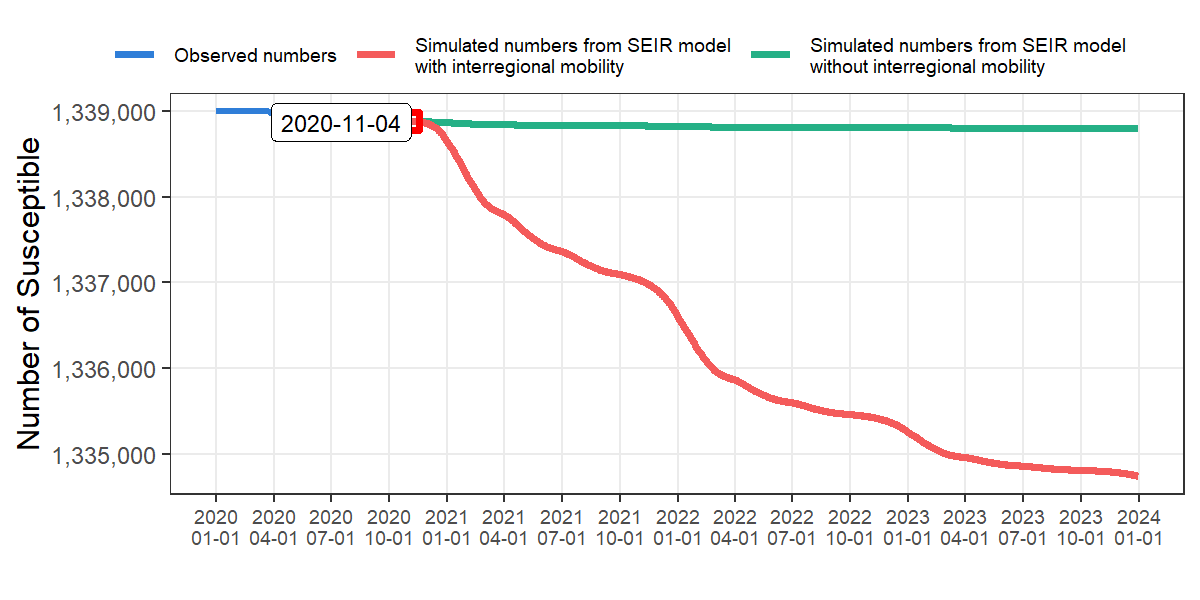 Observed numbers
Simulated numbers from SEIR model
with interregional mobility
Simulated numbers from SEIR model
without interregional mobility
Number of Susceptible
1,339,000
1,338,000
1,337,000
1,336,000
1,335,000
2020-11-04
2020 2020 2020 2020 2021 2021 2021 2021 2022 2022 2022 2022 2023 2023 2023 2023 2024
01-01 04-01 07-01 10-01 01-01 04-01 07-01 10-01 01-01 04-01 07-01 10-01 01-01 04-01 07-01 10-01 01-01